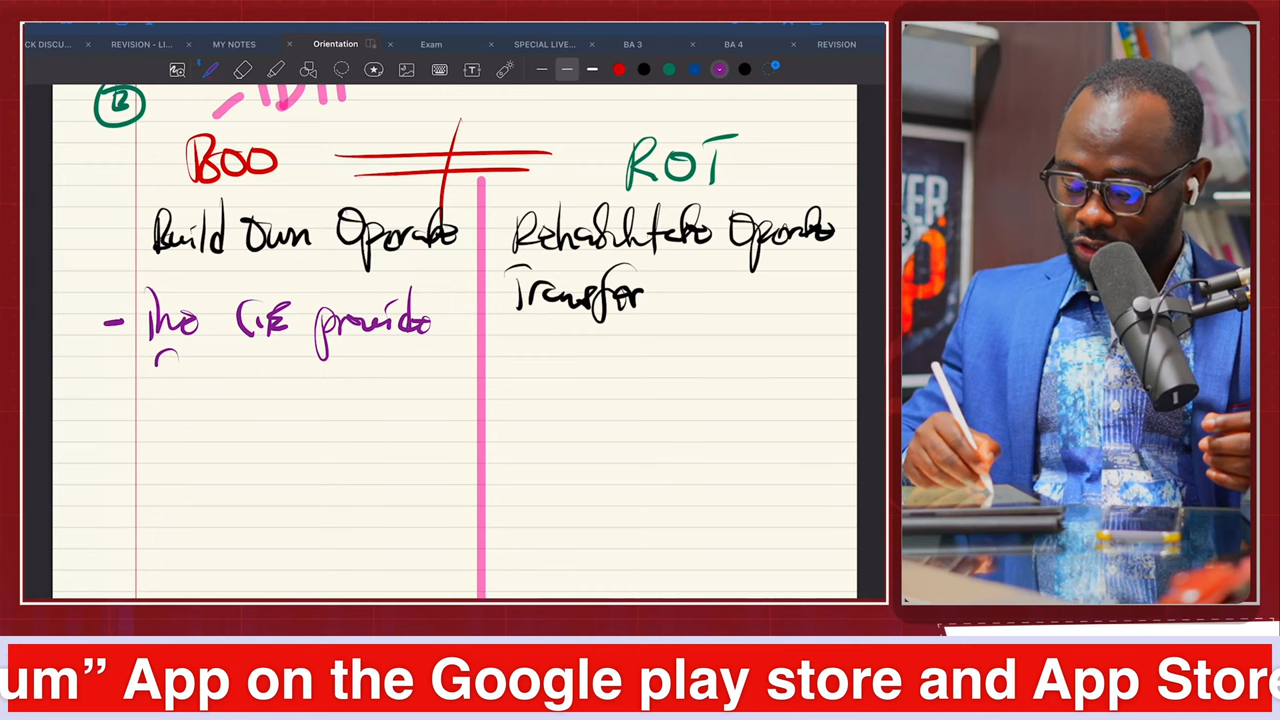 CK DISCU... × REVISION - LI... × MY NOTES × Orientation × Exam × SPECIAL LIVE... × BA 3 × BA 4 × REVISION
B
BOO ROT
Build Own Operate
Rehabilitate Operate
Transfer
- The C.E provide
um” App on the Google play store and App Store